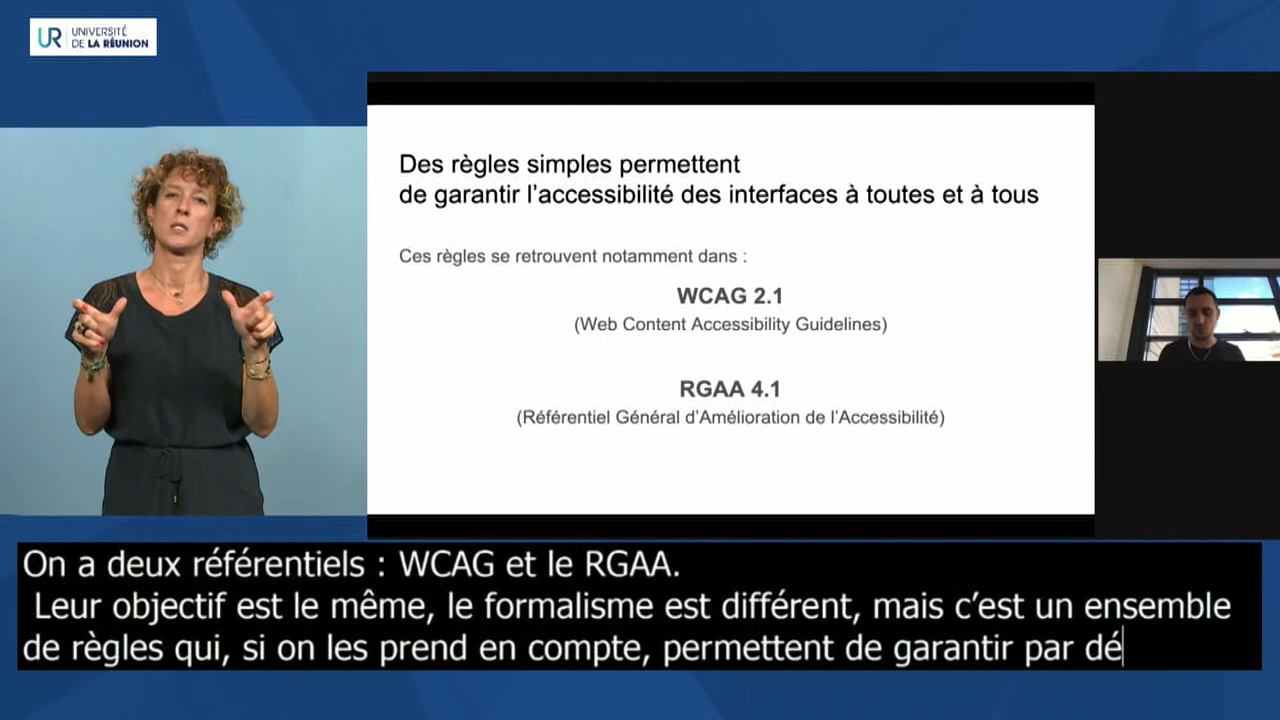 UR UNIVERSITÉ
DE LA RÉUNION
Des règles simples permettent
de garantir l'accessibilité des interfaces à toutes et à tous
Ces règles se retrouvent notamment dans :
WCAG 2.1
(Web Content Accessibility Guidelines)
RGAA 4.1
(Référentiel Général d'Amélioration de l'Accessibilité)
On a deux référentiels : WCAG et le RGAA.
Leur objectif est le même, le formalisme est différent, mais c'est un ensemble
de règles qui, si on les prend en compte, permettent de garantir par dé